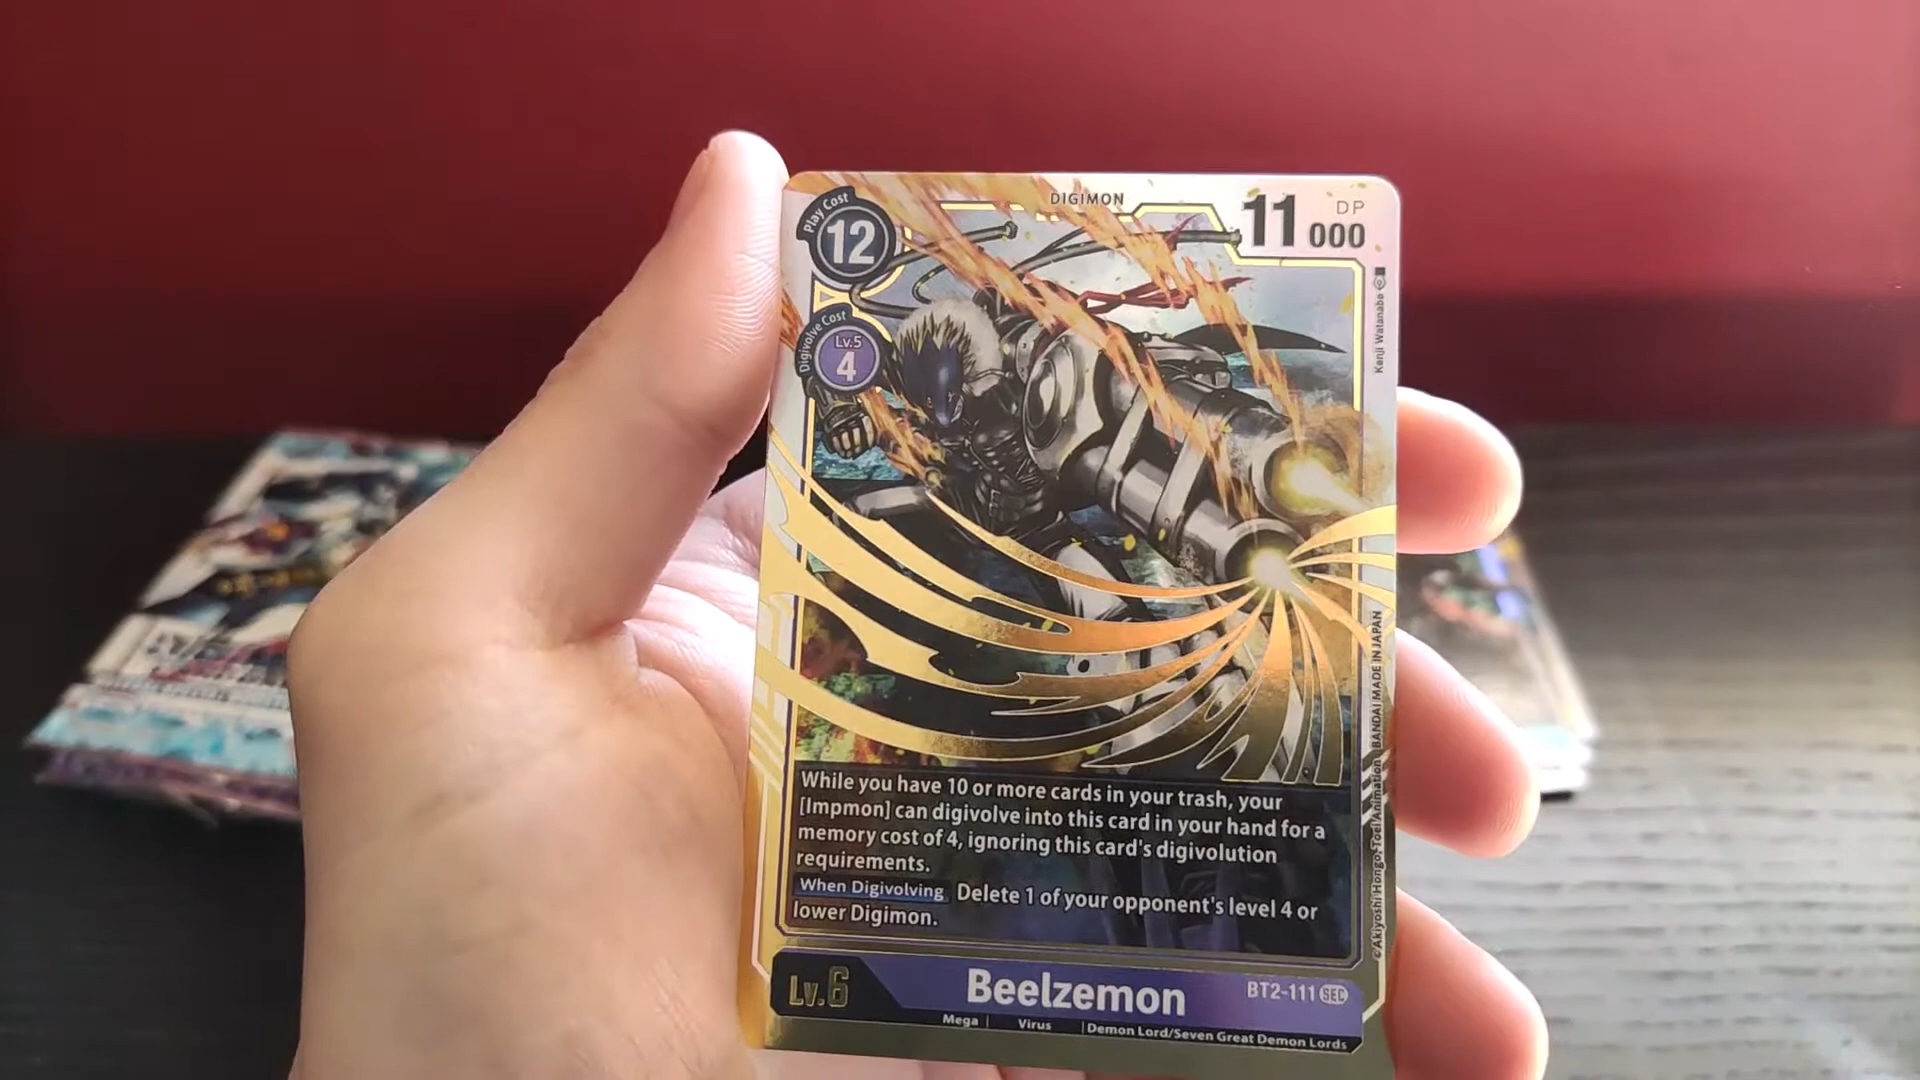 DIGIMON
Play Cost
12
11000
DP
Digivolve Cost
Lv.5
4
Kenji Watanabe
While you have 10 or more cards in your trash, your
[Impmon] can digivolve into this card in your hand for a
memory cost of 4, ignoring this card's digivolution
requirements.
When Digivolving Delete 1 of your opponent's level 4 or
lower Digimon.
©Akiyoshi Hongo, Toei Animation BANDAI MADE IN JAPAN
Lv.6
Beelzemon
BT2-111 SEC
Mega Virus Demon Lord/Seven Great Demon Lords